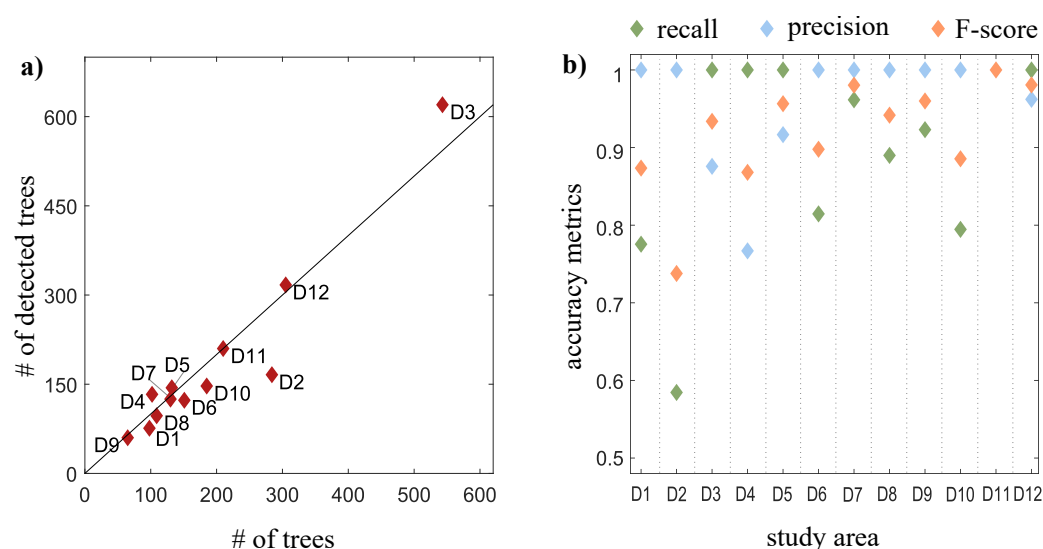 a)
# of detected trees
600
450
300
150
0
D3
D12
D11
D2
D10
D7
D5
D4
D6
D8
D1
D9
0
100
200
300
400
500
600
# of trees
recall precision F-score
b)
accuracy metrics
1
0.9
0.8
0.7
0.6
0.5
D1 D2 D3 D4 D5 D6 D7 D8 D9 D10 D11 D12
study area